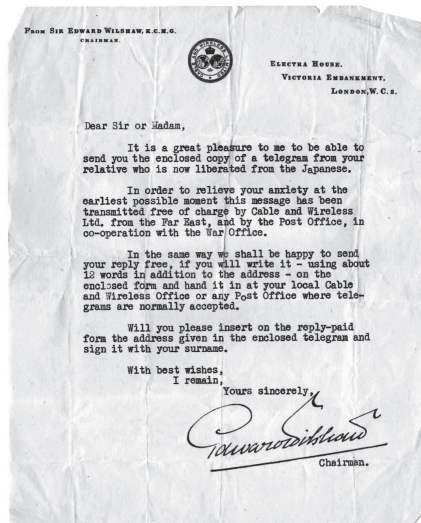 FROM SIR EDWARD WILSHAW, K.C.M.G.
CHAIRMAN.
ELECTRA HOUSE,
VICTORIA EMBANKMENT,
LONDON, W.C. 2.
Dear Sir or Madam,
It is a great pleasure to me to be able to
send you the enclosed copy of a telegram from your
relative who is now liberated from the Japanese.
In order to relieve your anxiety at the
earliest possible moment this message has been
transmitted free of charge by Cable and Wireless
Ltd. from the Far East, and by the Post Office, in
co-operation with the War Office.
In the same way we shall be happy to send
your reply free, if you will write it - using about
12 words in addition to the address - on the
enclosed form and hand it in at your local Cable
and Wireless Office or any Post Office where tele-
grams are normally accepted.
Will you please insert on the reply-paid
form the address given in the enclosed telegram and
sign it with your surname.
With best wishes,
I remain,
Yours sincerely,
Edward Wilshaw
Chairman.